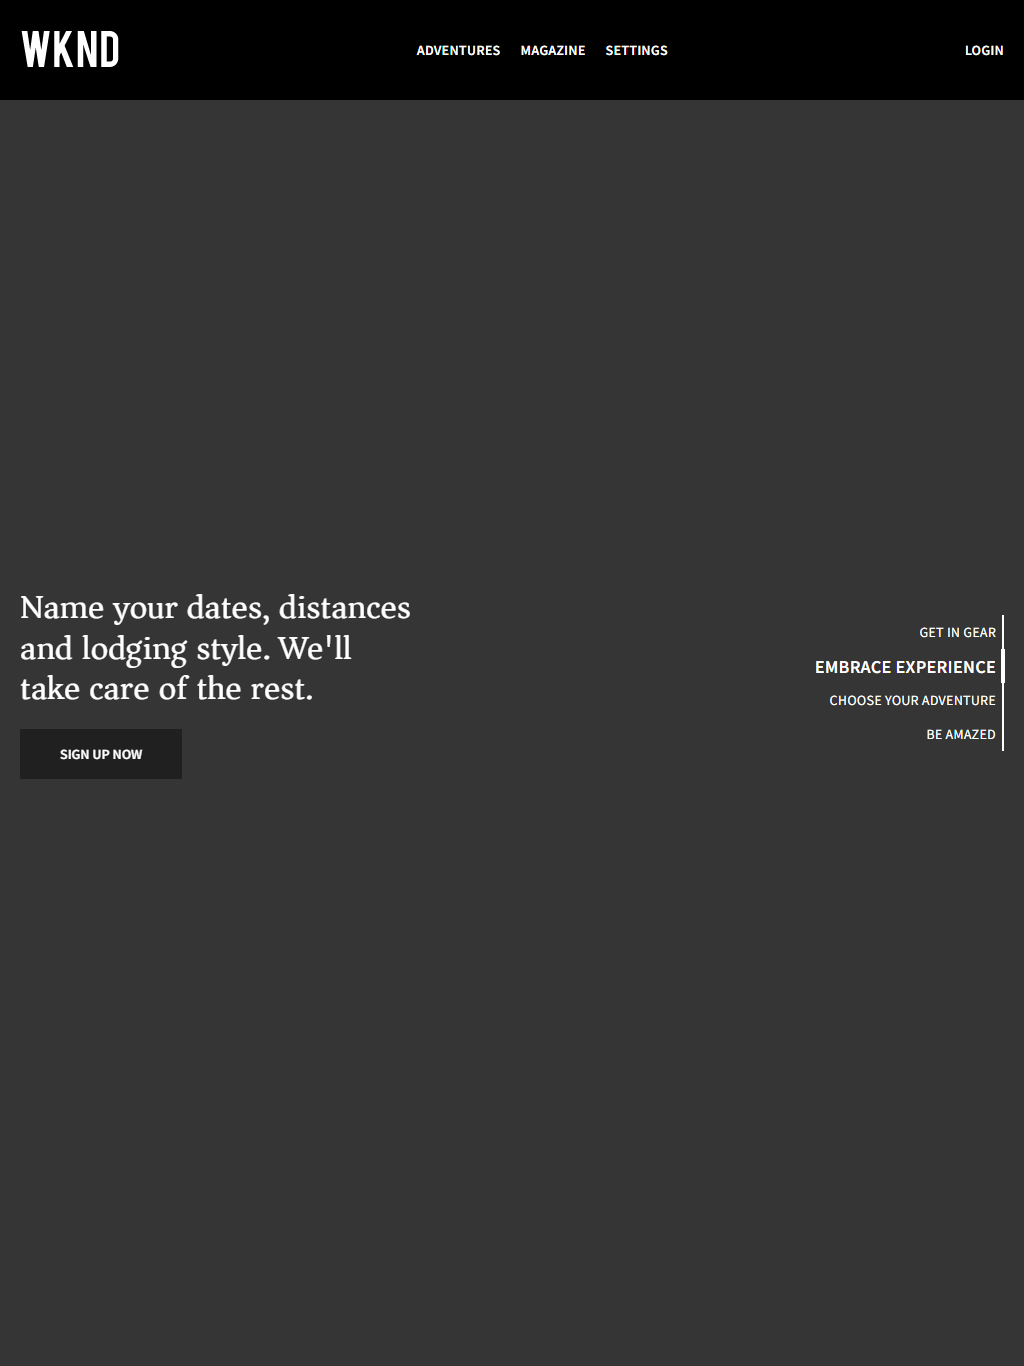 WKND
ADVENTURES MAGAZINE SETTINGS
LOGIN
Name your dates, distances
and lodging style. We'll
take care of the rest.
SIGN UP NOW
GET IN GEAR
EMBRACE EXPERIENCE
CHOOSE YOUR ADVENTURE
BE AMAZED